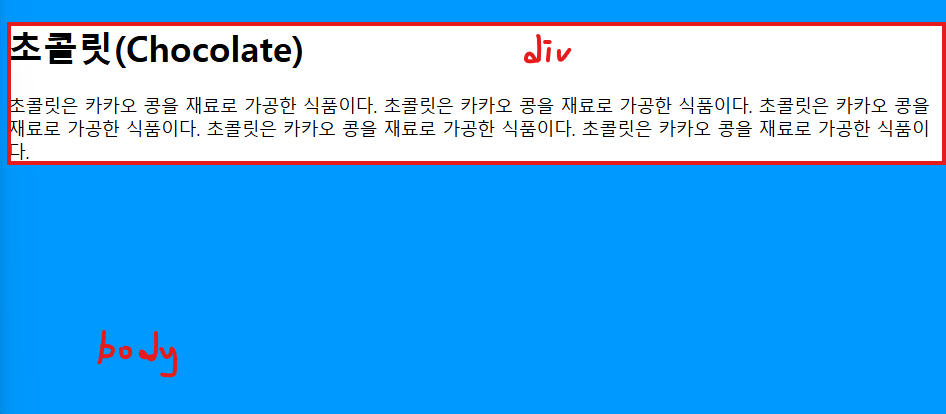 초콜릿(Chocolate)
div
초콜릿은 카카오 콩을 재료로 가공한 식품이다. 초콜릿은 카카오 콩을 재료로 가공한 식품이다. 초콜릿은 카카오 콩을
재료로 가공한 식품이다. 초콜릿은 카카오 콩을 재료로 가공한 식품이다. 초콜릿은 카카오 콩을 재료로 가공한 식품이
다.
body